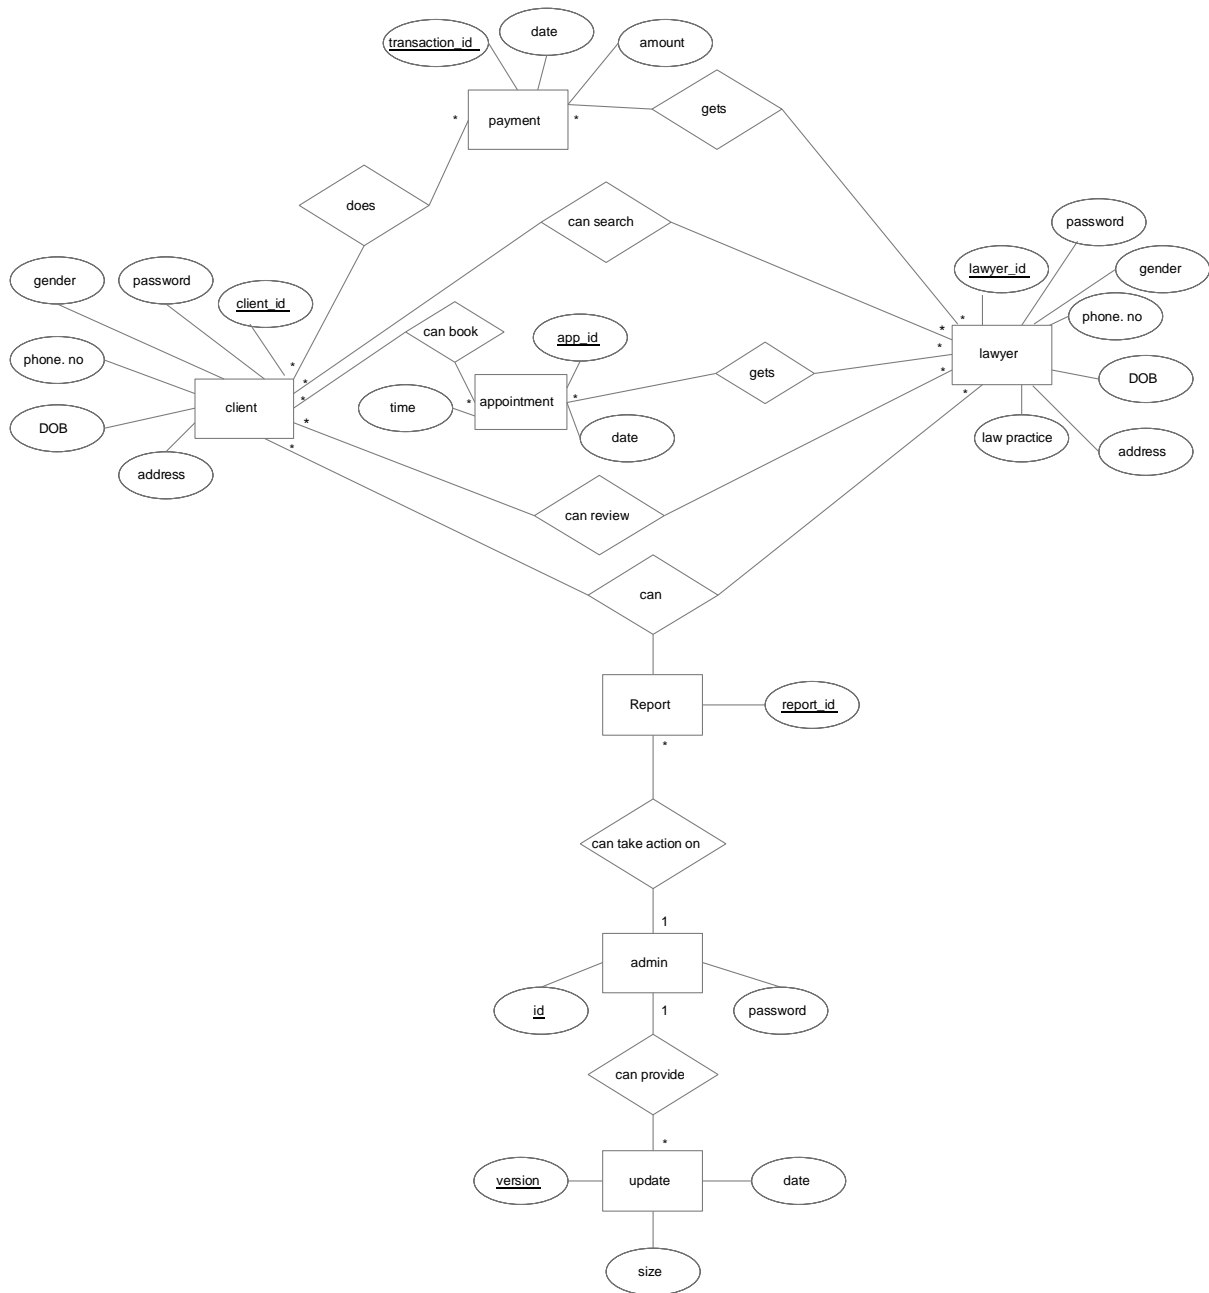 date
transaction_id
amount
gets
payment
*
*
does
can search
password
lawyer_id
gender
gender
password
client_id
phone. no
*
can book
app_id
*
lawyer
*
phone. no
*
*
*
gets
*
DOB
client
*
time
*
appointment
*
DOB
*
*
date
law practice
address
address
can review
can
Report
report_id
*
can take action on
1
admin
id
1
password
can provide
*
version
update
date
size